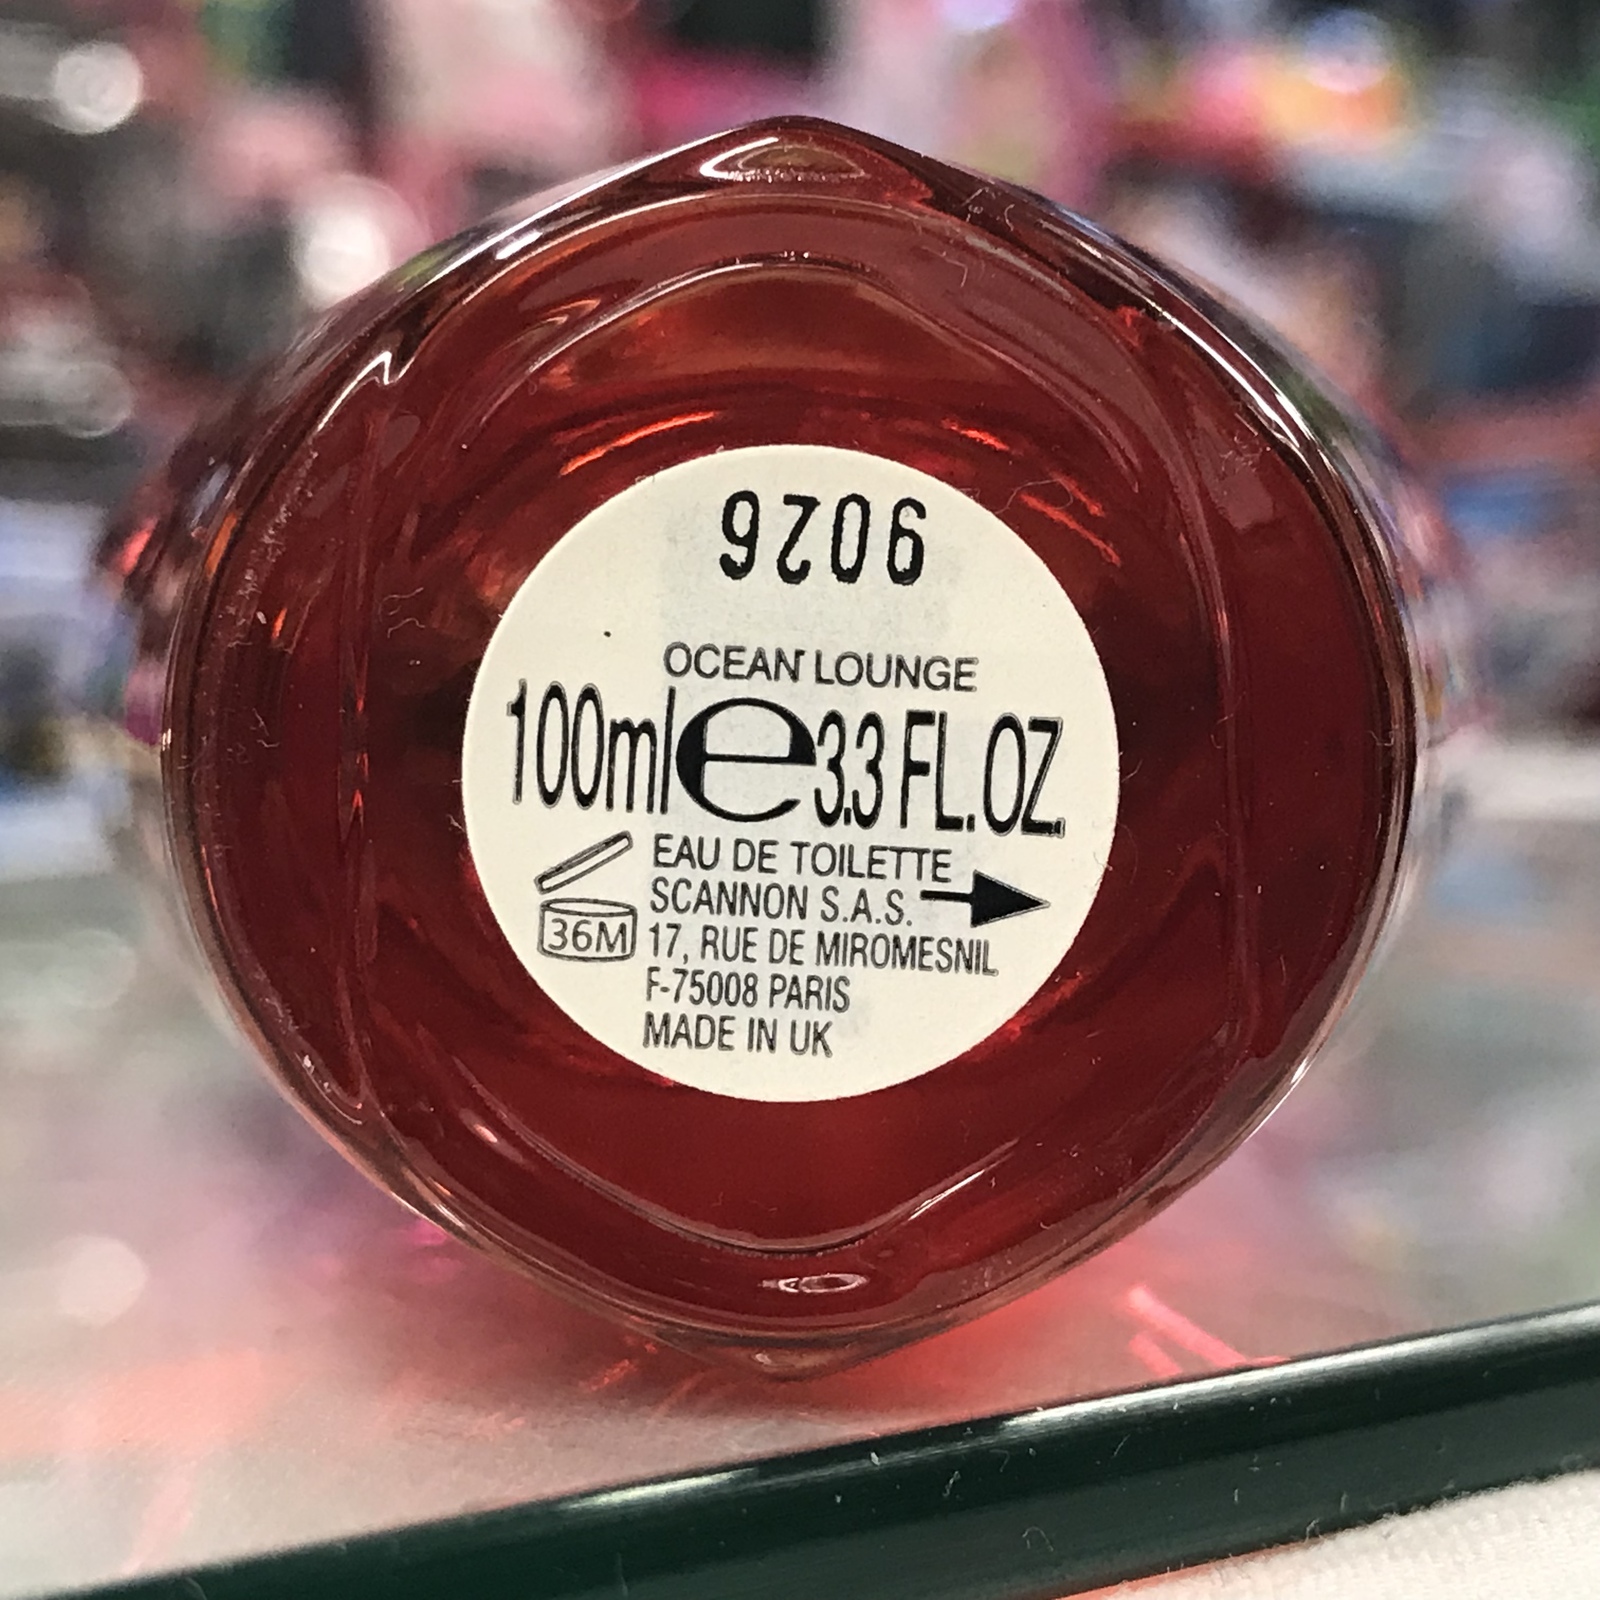 9026
OCEAN LOUNGE
100ml e 3.3 FL.OZ.
EAU DE TOILETTE
SCANNON S.A.S.
36M 17, RUE DE MIROMESNIL
F-75008 PARIS
MADE IN UK